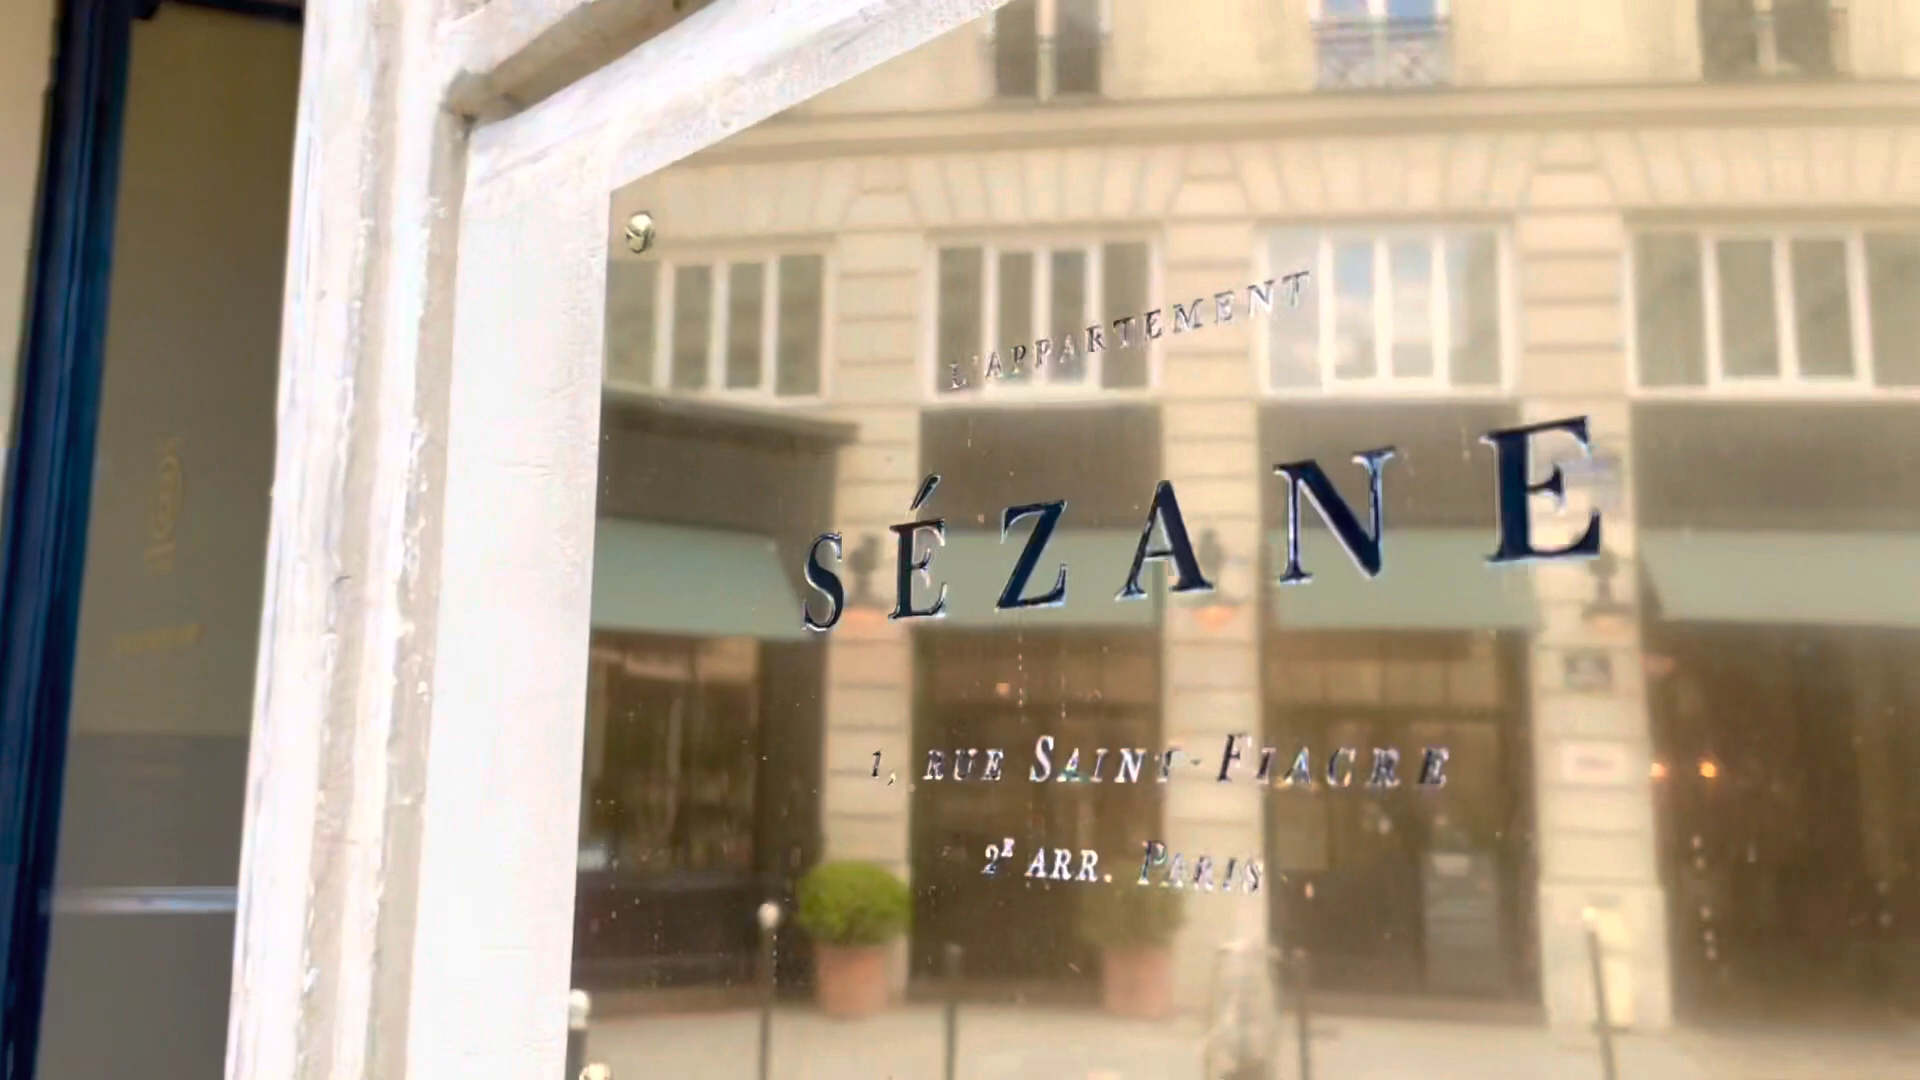 L'APPARTEMENT
SÉZANE
1, RUE SAINT-FIACRE
2E ARR. PARIS